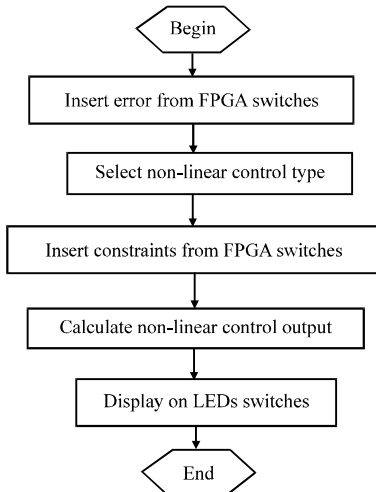 Begin
Insert error from FPGA switches
Select non-linear control type
Insert constraints from FPGA switches
Calculate non-linear control output
Display on LEDs switches
End